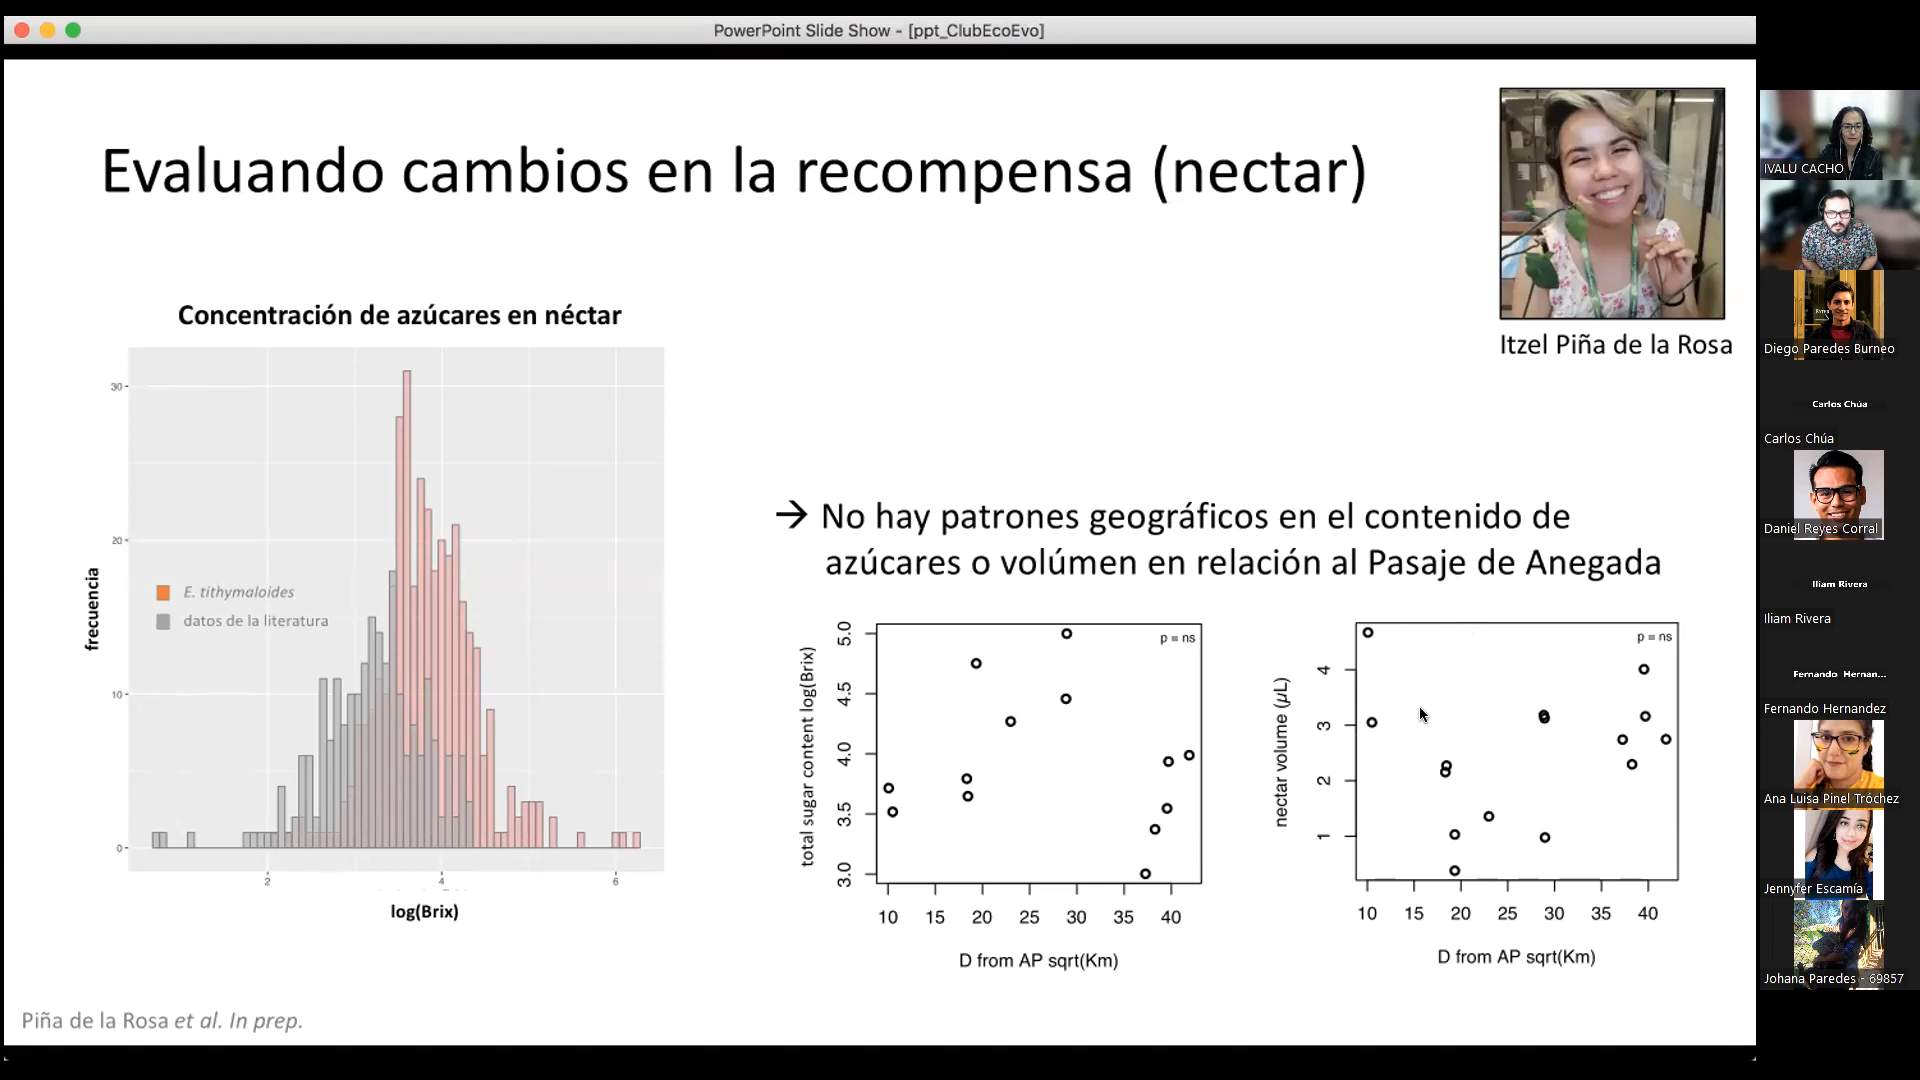 PowerPoint Slide Show - [ppt_ClubEcoEvo]
Evaluando cambios en la recompensa (nectar)
Itzel Piña de la Rosa
Concentración de azúcares en néctar
30
20
10
0
frecuencia
E. tithymaloides
datos de la literatura
2 4 6
log(Brix)
→ No hay patrones geográficos en el contenido de
azúcares o volúmen en relación al Pasaje de Anegada
p = ns
total sugar content log(Brix)
5.0
4.5
4.0
3.5
3.0
10 15 20 25 30 35 40
D from AP sqrt(Km)
p = ns
nectar volume (µL)
4
3
2
1
10 15 20 25 30 35 40
D from AP sqrt(Km)
Piña de la Rosa et al. In prep.
IVALU CACHO
Diego Paredes Burneo
Carlos Chúa
Carlos Chúa
Daniel Reyes Corral
Iliam Rivera
Iliam Rivera
Fernando Hernan...
Fernando Hernandez
Ana Luisa Pinel Tróchez
Jennyfer Escamía
Johana Paredes - 69857